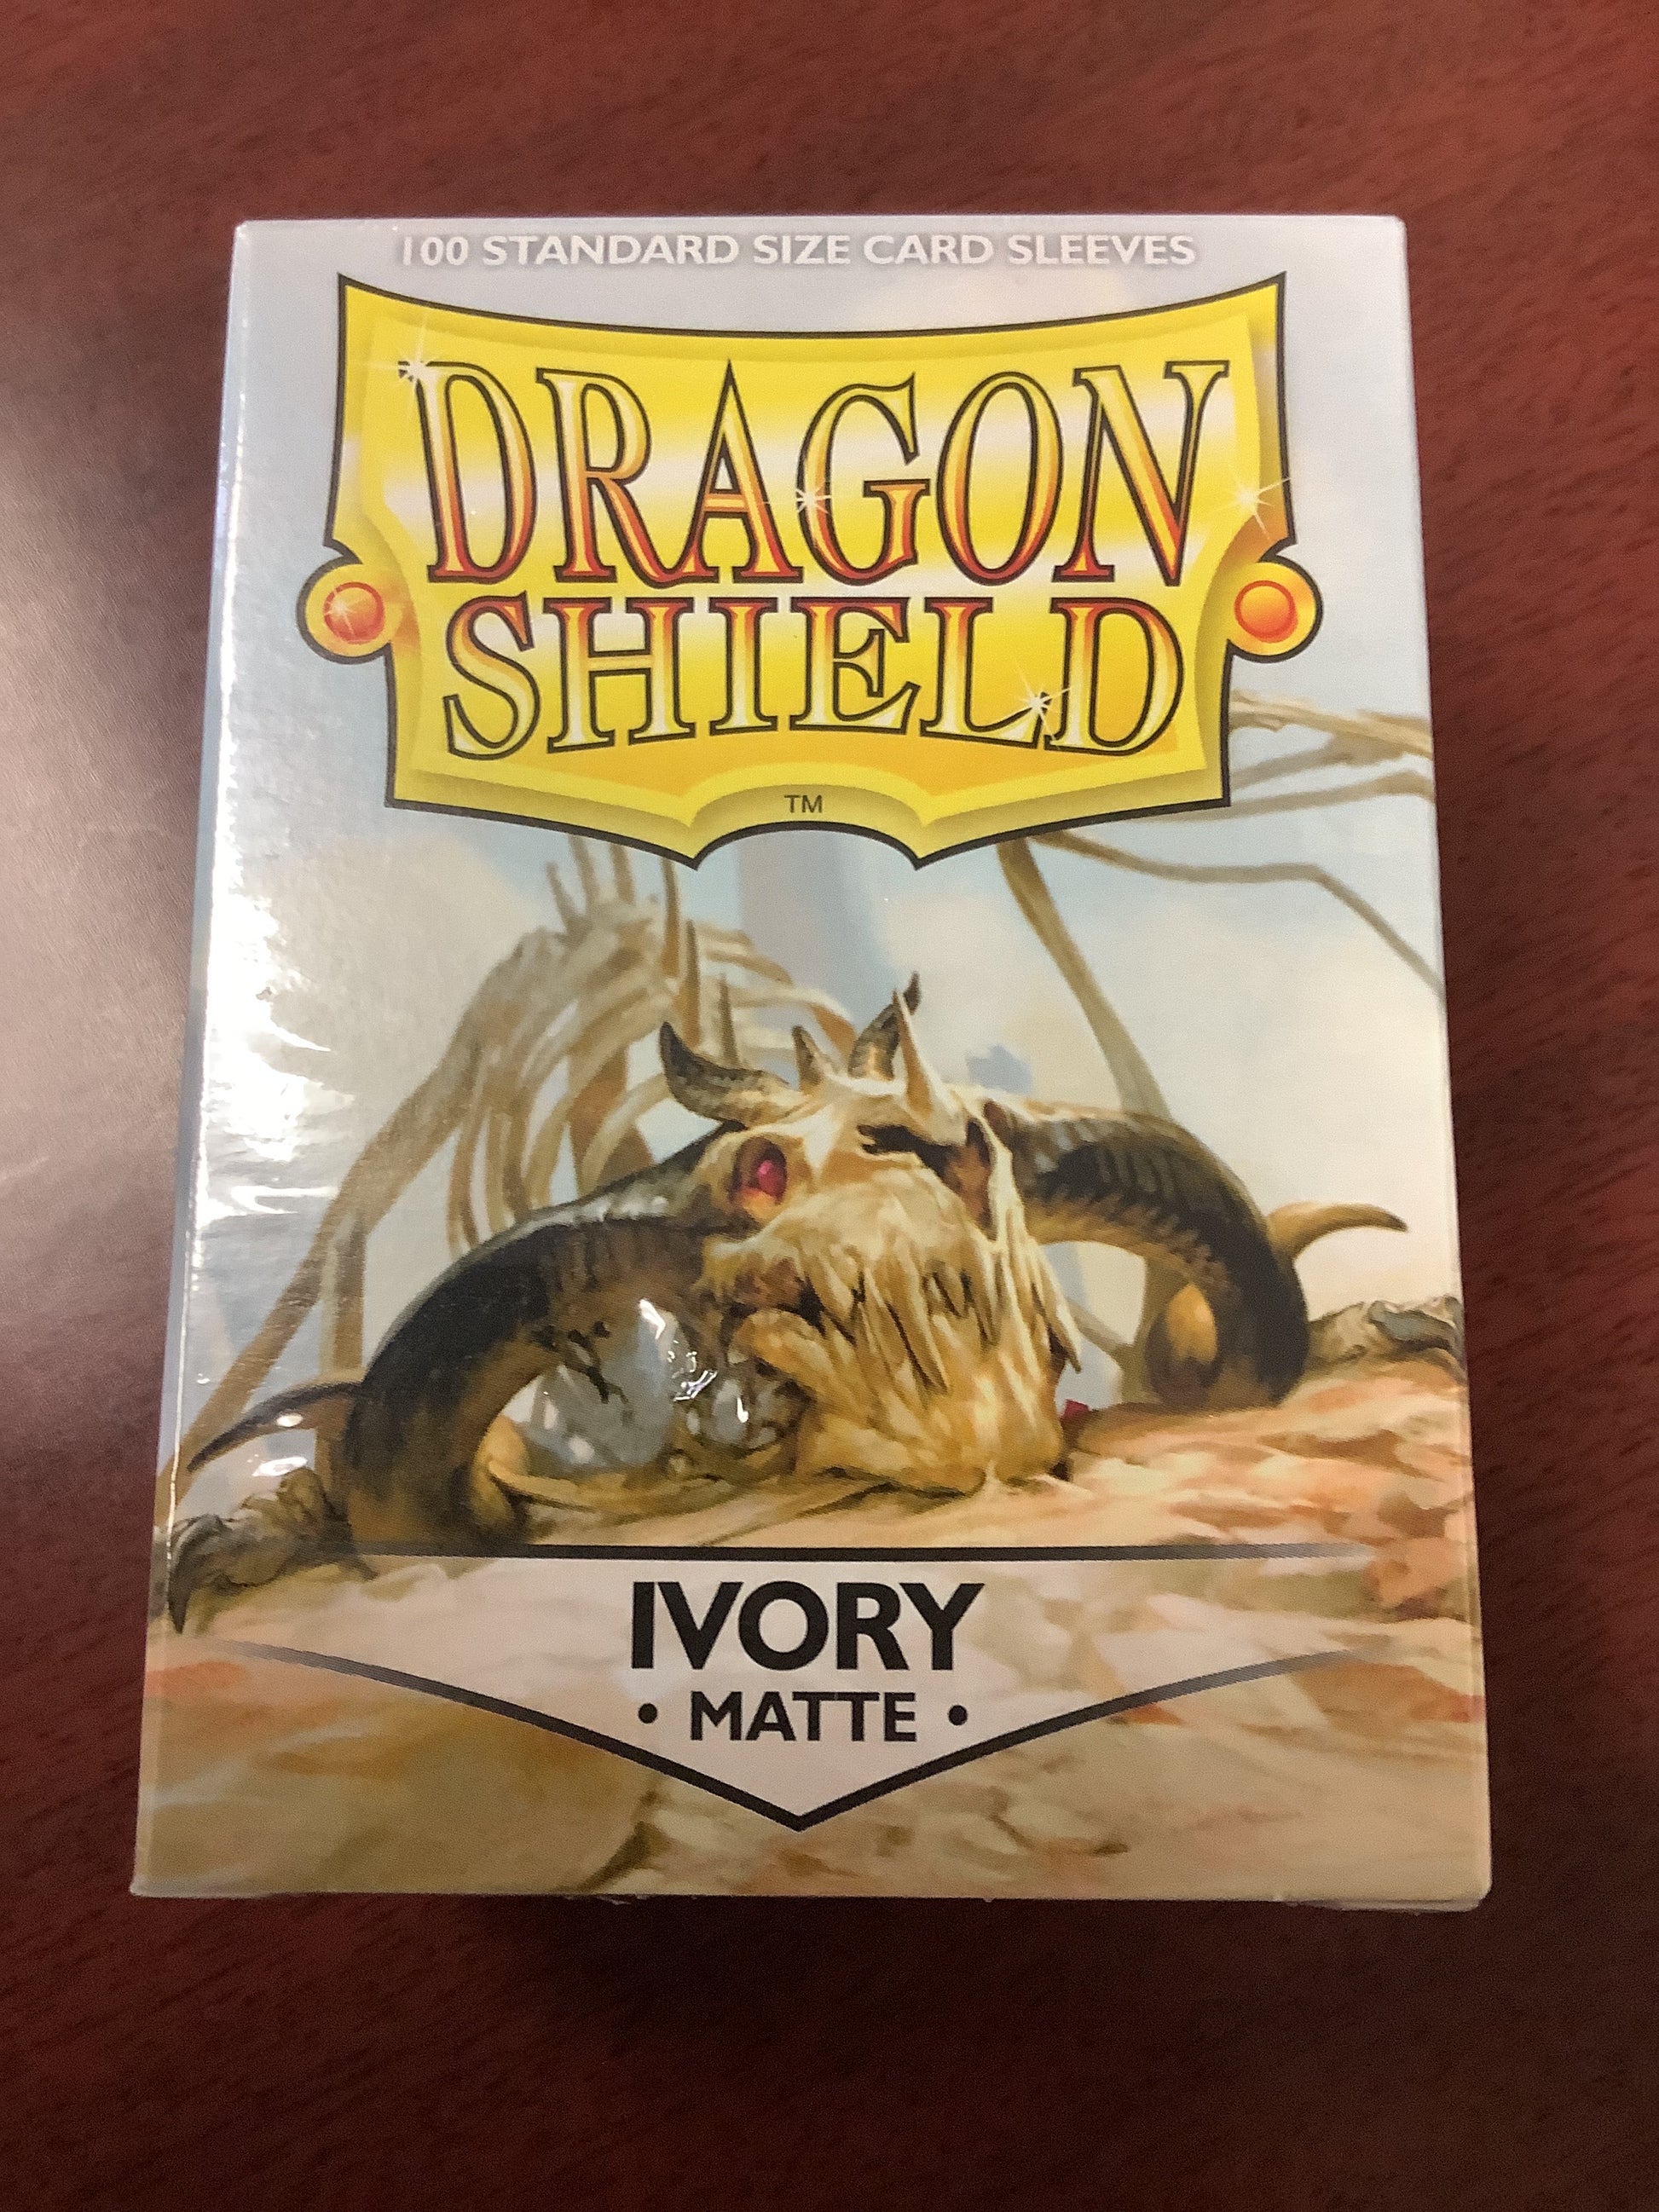 100 STANDARD SIZE CARD SLEEVES
DRAGON
SHIELD
TM
IVORY
• MATTE •